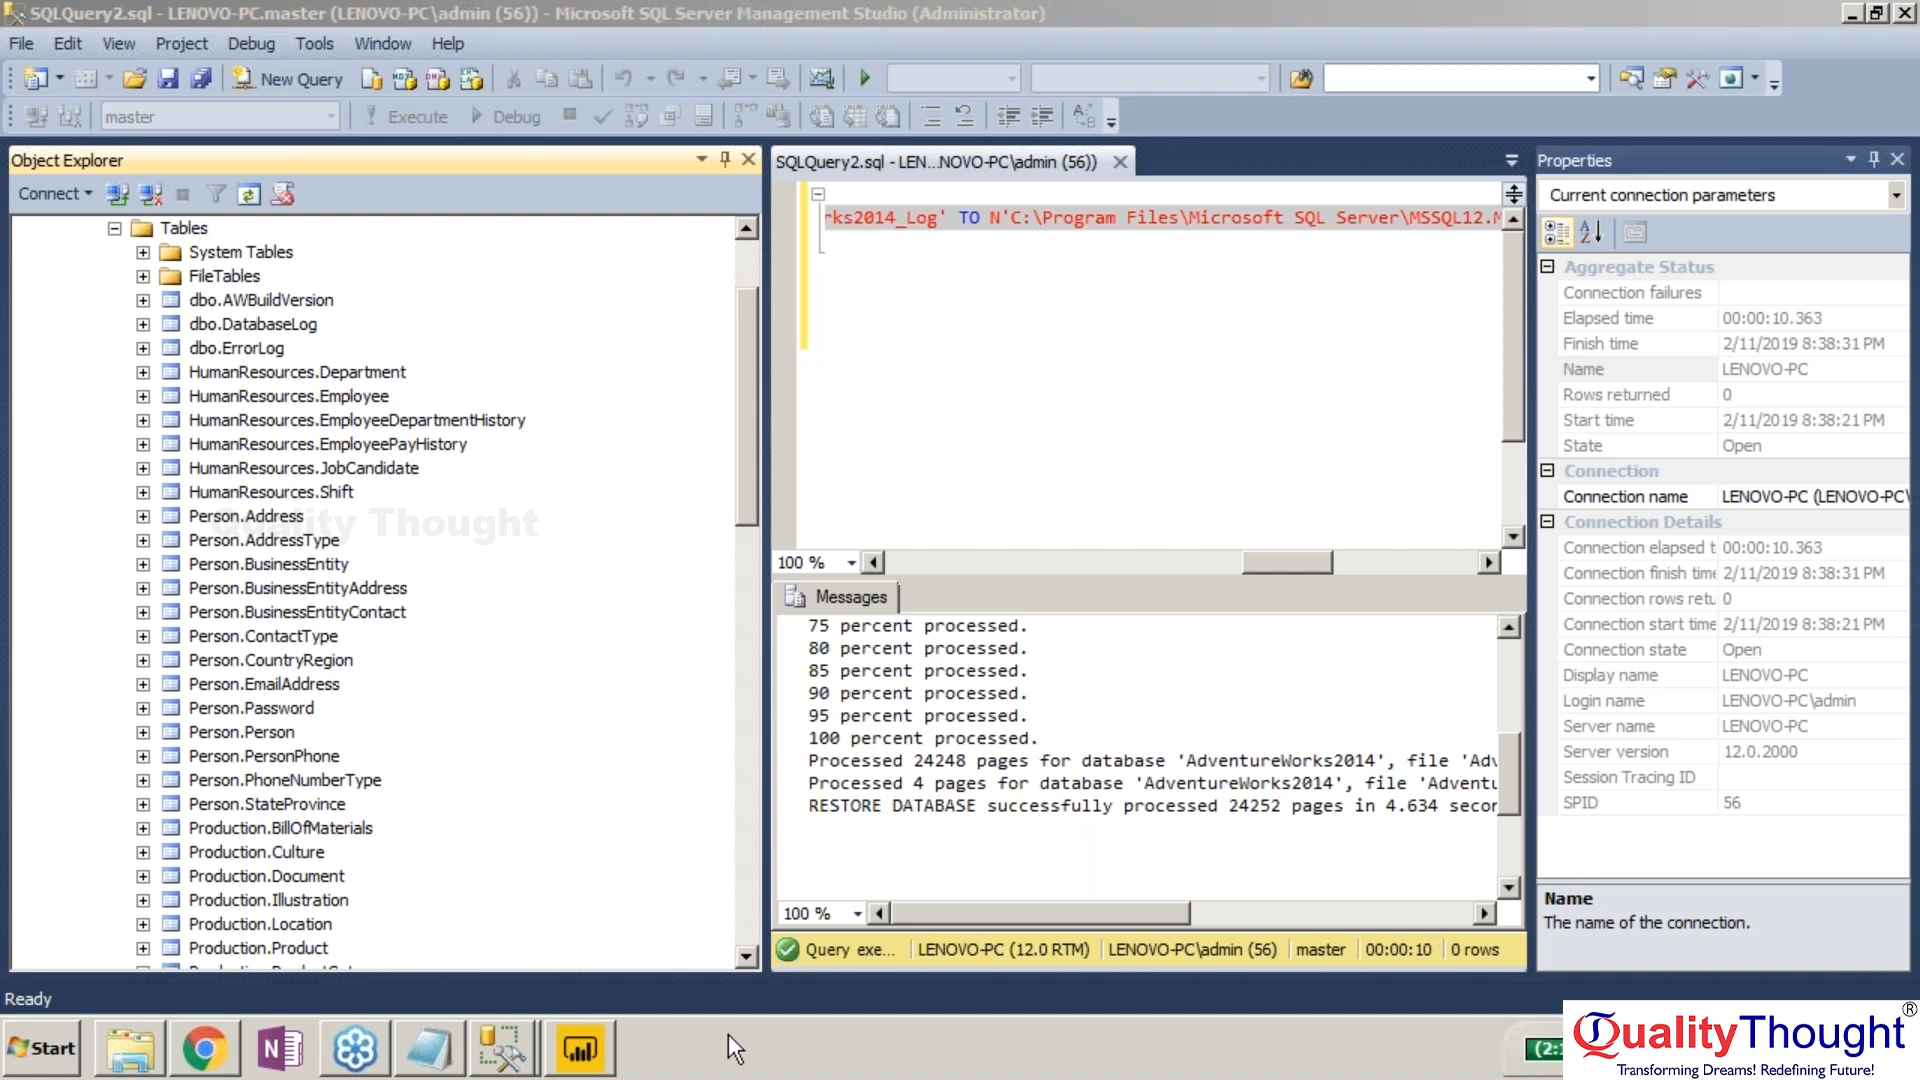 SQLQuery2.sql - LENOVO-PC.master (LENOVO-PC\admin (56)) - Microsoft SQL Server Management Studio (Administrator)
File Edit View Project Debug Tools Window Help
New Query
master Execute Debug
Object Explorer
Connect
Tables
System Tables
FileTables
dbo.AWBuildVersion
dbo.DatabaseLog
dbo.ErrorLog
HumanResources.Department
HumanResources.Employee
HumanResources.EmployeeDepartmentHistory
HumanResources.EmployeePayHistory
HumanResources.JobCandidate
HumanResources.Shift
Person.Address
Quality Thought
Person.AddressType
Person.BusinessEntity
Person.BusinessEntityAddress
Person.BusinessEntityContact
Person.ContactType
Person.CountryRegion
Person.EmailAddress
Person.Password
Person.Person
Person.PersonPhone
Person.PhoneNumberType
Person.StateProvince
Production.BillOfMaterials
Production.Culture
Production.Document
Production.Illustration
Production.Location
Production.Product
SQLQuery2.sql - LEN...NOVO-PC\admin (56))
rks2014_Log' TO N'C:\Program Files\Microsoft SQL Server\MSSQL12.M
100 %
Messages
75 percent processed.
80 percent processed.
85 percent processed.
90 percent processed.
95 percent processed.
100 percent processed.
Processed 24248 pages for database 'AdventureWorks2014', file 'Adv
Processed 4 pages for database 'AdventureWorks2014', file 'Adventu
RESTORE DATABASE successfully processed 24252 pages in 4.634 secon
100 %
Query exe... LENOVO-PC (12.0 RTM) LENOVO-PC\admin (56) master 00:00:10 0 rows
Properties
Current connection parameters
Aggregate Status
Connection failures
Elapsed time 00:00:10.363
Finish time 2/11/2019 8:38:31 PM
Name LENOVO-PC
Rows returned 0
Start time 2/11/2019 8:38:21 PM
State Open
Connection
Connection name LENOVO-PC (LENOVO-PC\
Connection Details
Connection elapsed t 00:00:10.363
Connection finish time 2/11/2019 8:38:31 PM
Connection rows retu 0
Connection start time 2/11/2019 8:38:21 PM
Connection state Open
Display name LENOVO-PC
Login name LENOVO-PC\admin
Server name LENOVO-PC
Server version 12.0.2000
Session Tracing ID
SPID 56
Name
The name of the connection.
Ready
Start
(2:
QualityThought ®
Transforming Dreams! Redefining Future!